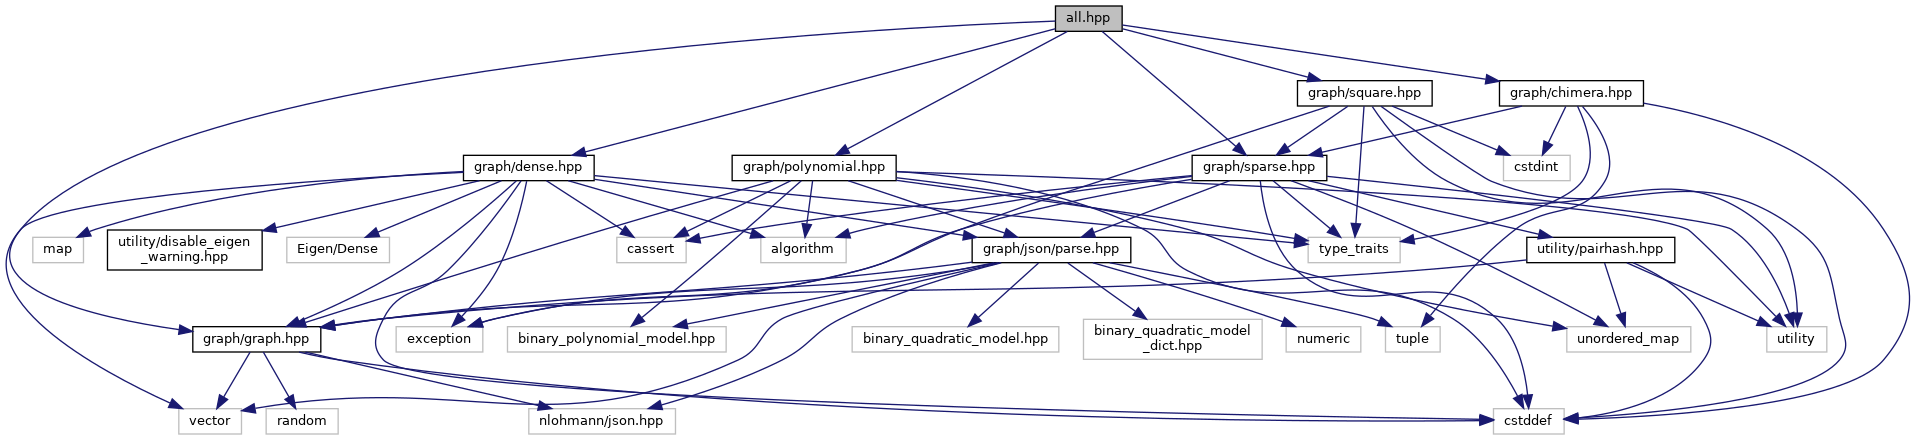 all.hpp
graph/square.hpp
graph/chimera.hpp
graph/dense.hpp
graph/polynomial.hpp
graph/sparse.hpp
cstdint
map
utility/disable_eigen
_warning.hpp
Eigen/Dense
cassert
algorithm
graph/json/parse.hpp
type_traits
utility/pairhash.hpp
graph/graph.hpp
exception
binary_polynomial_model.hpp
binary_quadratic_model.hpp
binary_quadratic_model
_dict.hpp
numeric
tuple
unordered_map
utility
vector
random
nlohmann/json.hpp
cstddef